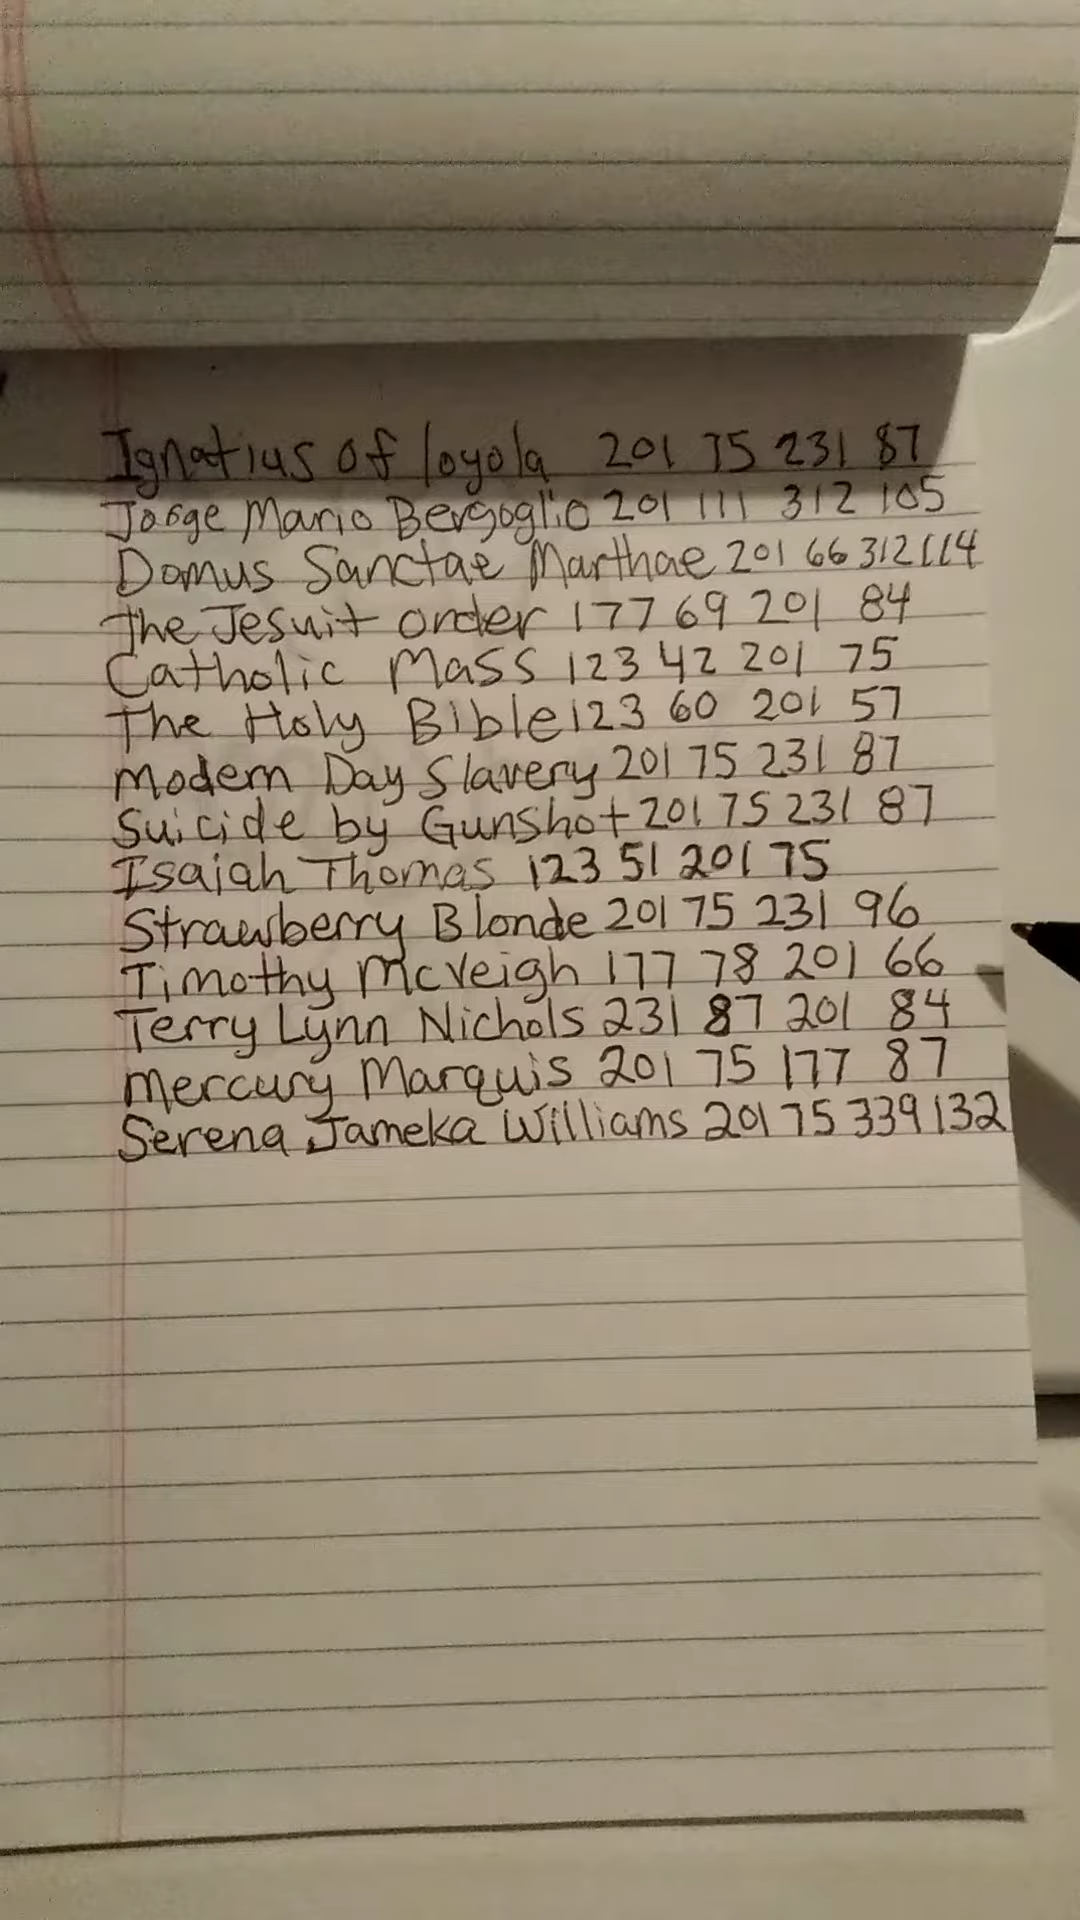 Ignatius of loyola 201 75 231 87
Jorge Mario Bergoglio 201 111 312 105
Domus Sanctae Marthae 201 66 312 114
The Jesuit order 177 69 201 84
Catholic Mass 123 42 201 75
The Holy Bible 123 60 201 57
Modern Day Slavery 201 75 231 87
Suicide by Gunshot 201 75 231 87
Isaiah Thomas 123 51 201 75
Strawberry Blonde 201 75 231 96
Timothy McVeigh 177 78 201 66
Terry Lynn Nichols 231 87 201 84
Mercury Marquis 201 75 177 87
Serena Jameka Williams 201 75 339 132